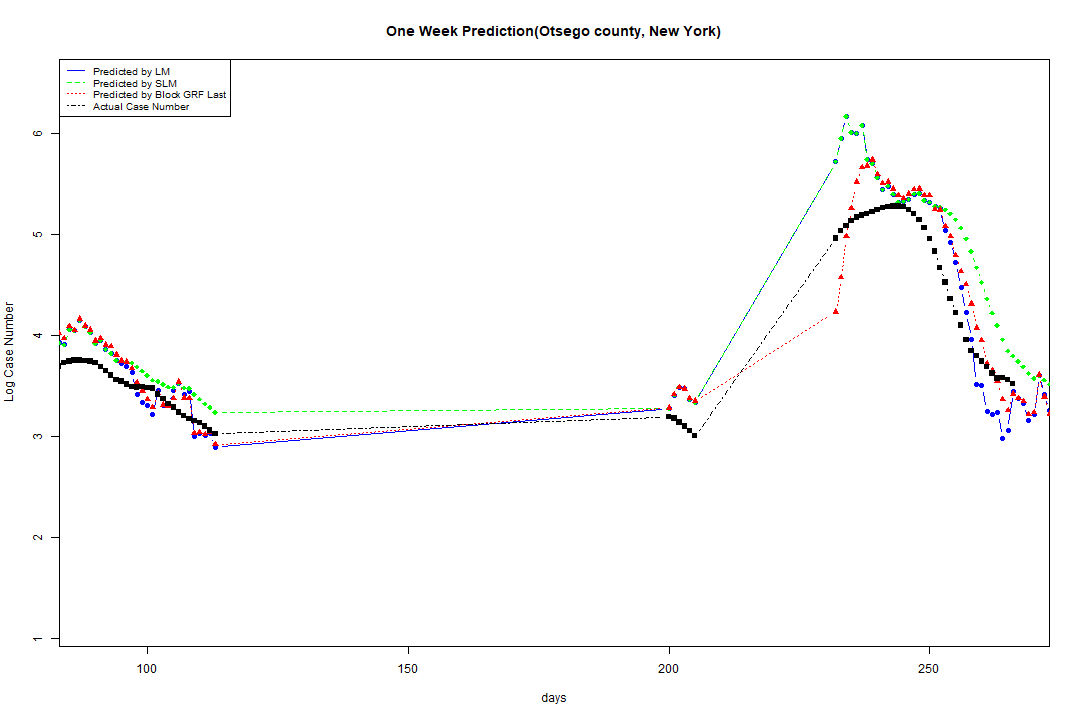 One Week Prediction(Otsego county, New York)
Predicted by LM
Predicted by SLM
Predicted by Block GRF Last
Actual Case Number
6
5
4
3
2
1
Log Case Number
100 150 200 250
days